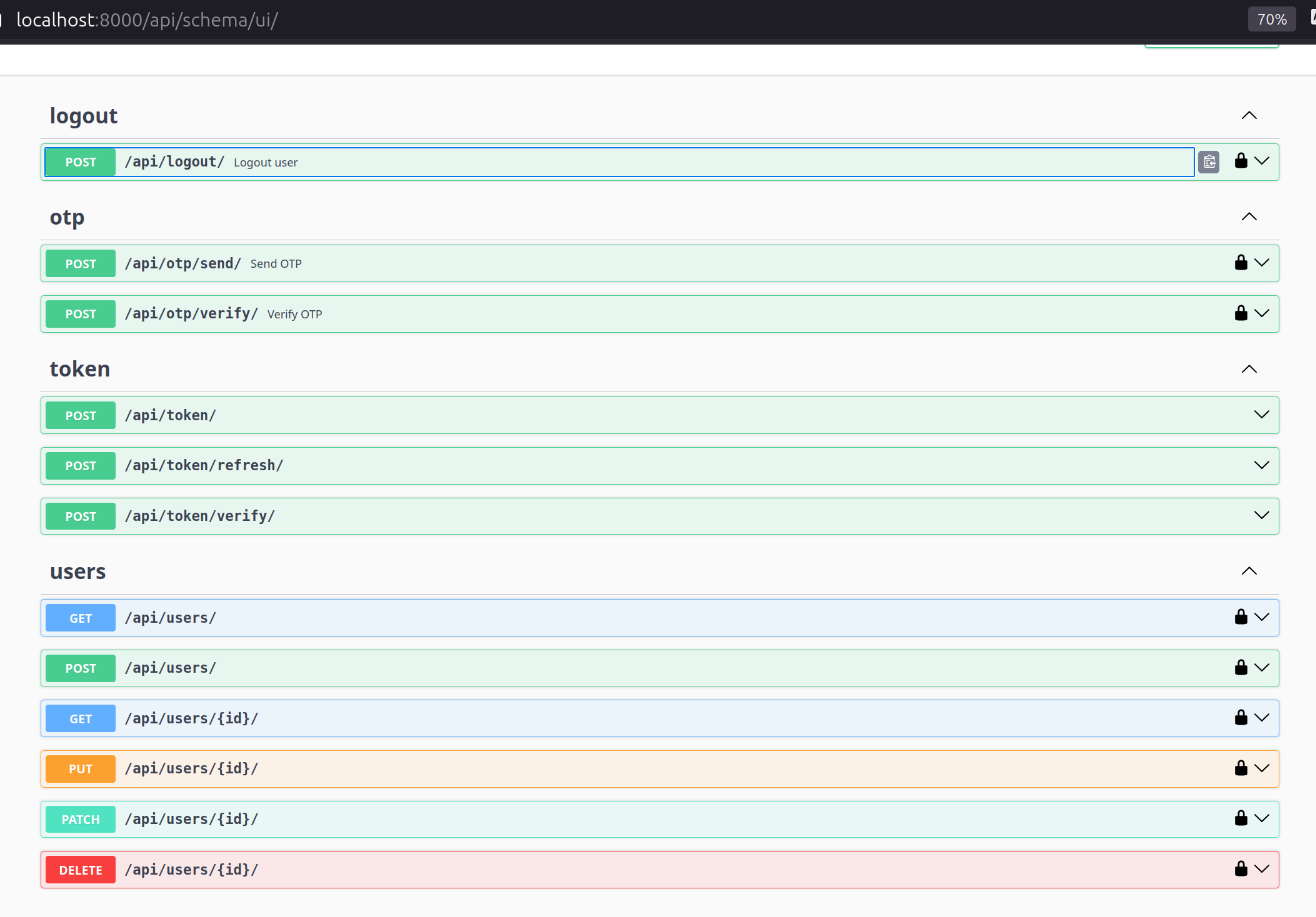 localhost:8000/api/schema/ui/ 70%
logout
POST /api/logout/ Logout user
otp
POST /api/otp/send/ Send OTP
POST /api/otp/verify/ Verify OTP
token
POST /api/token/
POST /api/token/refresh/
POST /api/token/verify/
users
GET /api/users/
POST /api/users/
GET /api/users/{id}/
PUT /api/users/{id}/
PATCH /api/users/{id}/
DELETE /api/users/{id}/